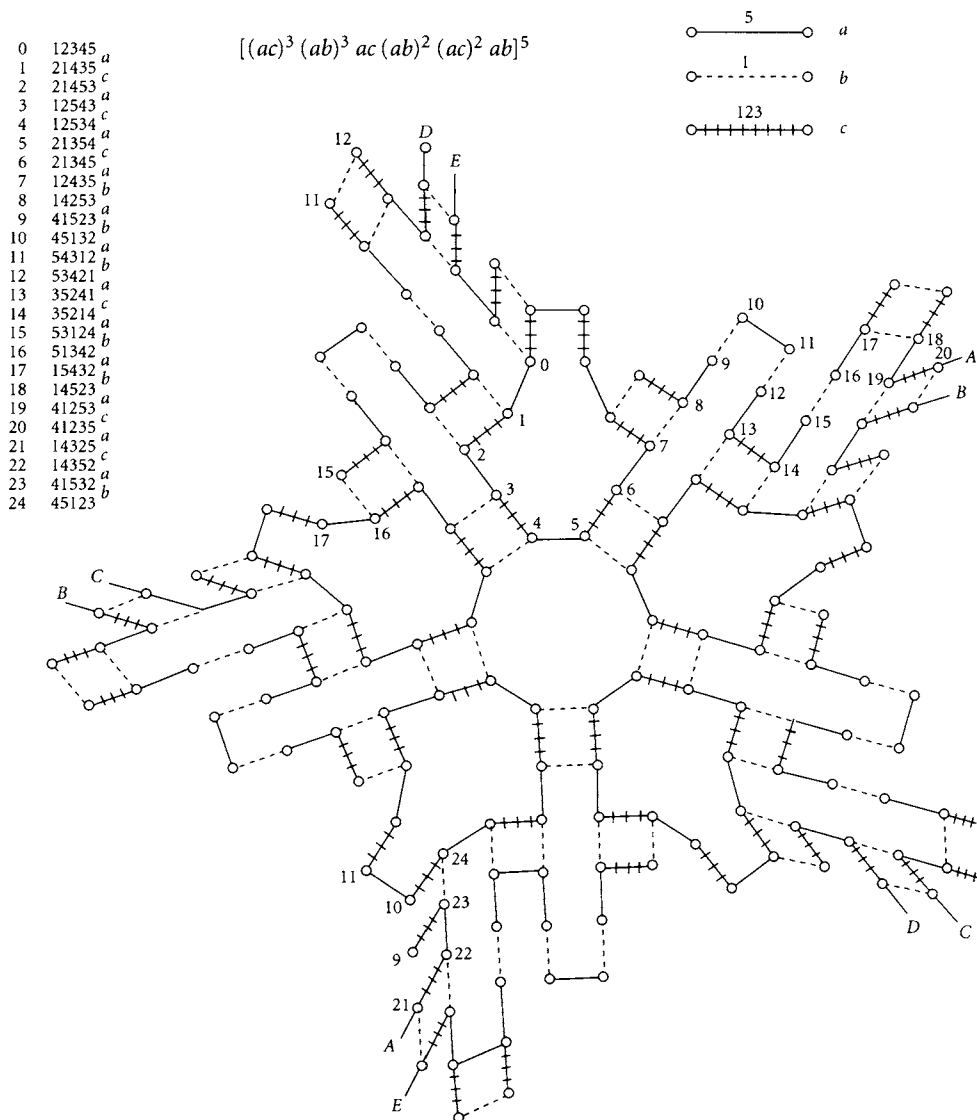 [(ac)³ (ab)³ ac (ab)² (ac)² ab]⁵
5 a
1 b
123 c
0 12345
a
1 21435
c
2 21453
a
3 12543
c
4 12534
a
5 21354
c
6 21345
a
7 12435
b
8 14253
a
9 41523
b
10 45132
a
11 54312
b
12 53421
a
13 35241
c
14 35214
a
15 53124
b
16 51342
a
17 15432
b
18 14523
a
19 41253
c
20 41235
a
21 14325
c
22 14352
a
23 41532
b
24 45123
12 D
E
11
10
17
11
18
0
9
20 A
12
16 19
8 B
1
15
13
2
7
14
15
3 6
16
17
4 5
C
B
24
11
10
23
D C
9
22
21
A
E